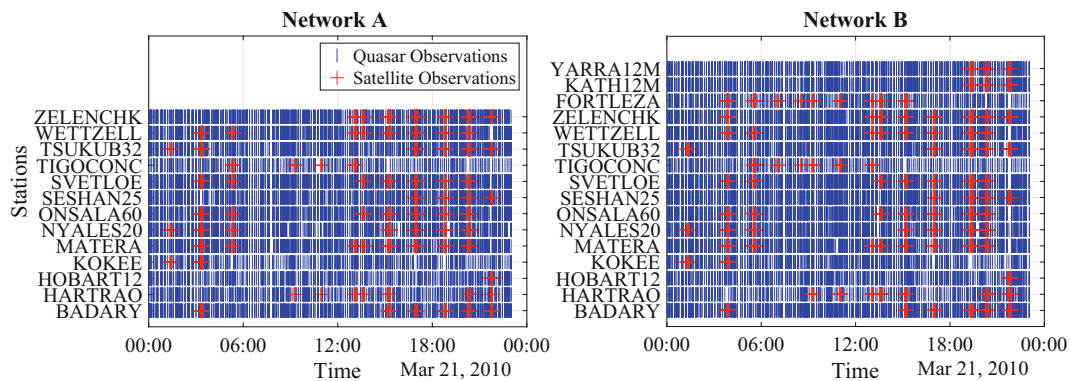 Network A
Quasar Observations
Satellite Observations
ZELENCHK
WETTZELL
TSUKUB32
TIGOCONC
SVETLOE
SESHAN25
ONSALA60
NYALES20
MATERA
KOKEE
HOBART12
HARTRAO
BADARY
Stations
00:00 06:00 12:00 18:00 00:00
Time Mar 21, 2010
Network B
YARRA12M
KATH12M
FORTLEZA
ZELENCHK
WETTZELL
TSUKUB32
TIGOCONC
SVETLOE
SESHAN25
ONSALA60
NYALES20
MATERA
KOKEE
HOBART12
HARTRAO
BADARY
00:00 06:00 12:00 18:00 00:00
Time Mar 21, 2010